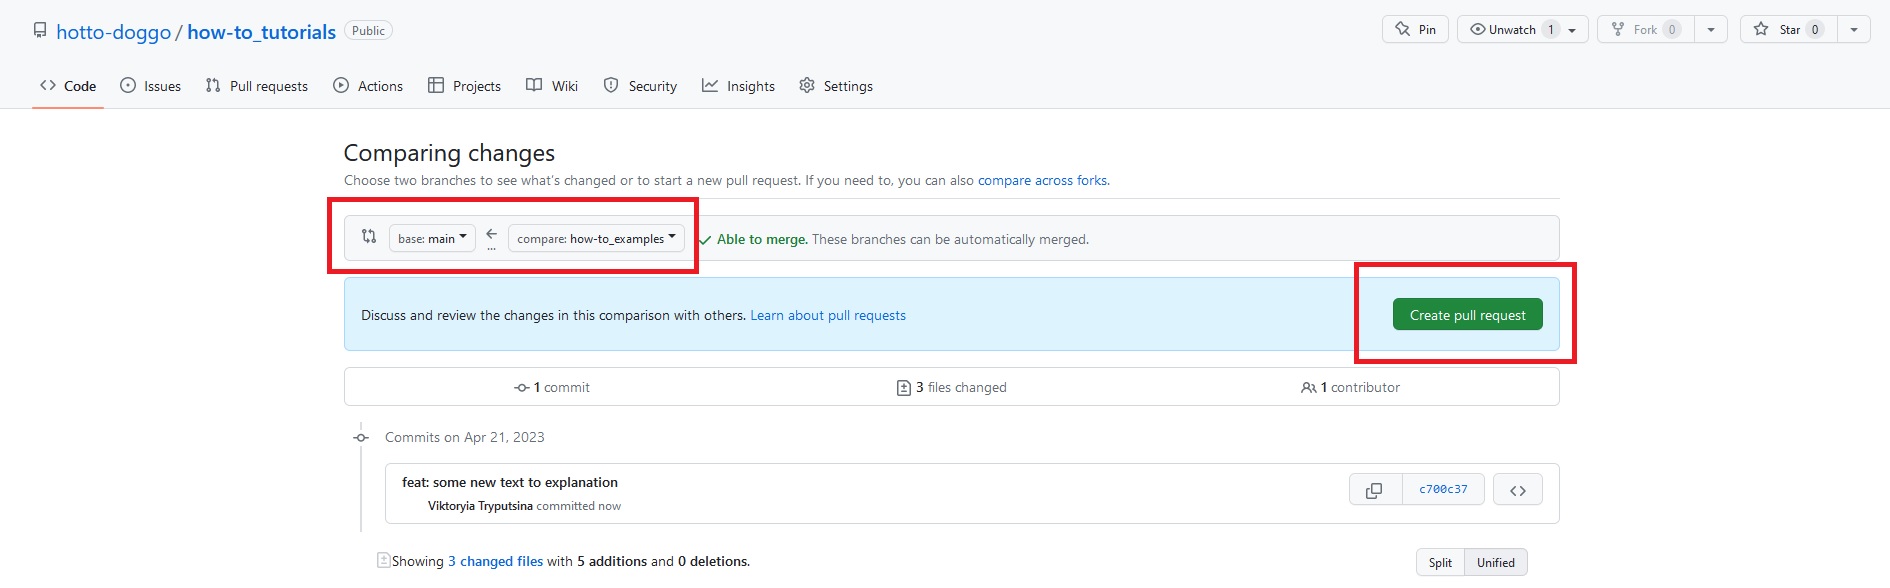 hotto-doggo / how-to_tutorials Public Pin Unwatch 1 Fork 0 Star 0
Code Issues Pull requests Actions Projects Wiki Security Insights Settings
Comparing changes
Choose two branches to see what's changed or to start a new pull request. If you need to, you can also compare across forks.
base: main ← ... compare: how-to_examples ✓ Able to merge. These branches can be automatically merged.
Discuss and review the changes in this comparison with others. Learn about pull requests Create pull request
1 commit 3 files changed 1 contributor
Commits on Apr 21, 2023
feat: some new text to explanation
Viktoryia Tryputsina committed now
c700c37
Showing 3 changed files with 5 additions and 0 deletions. Split Unified